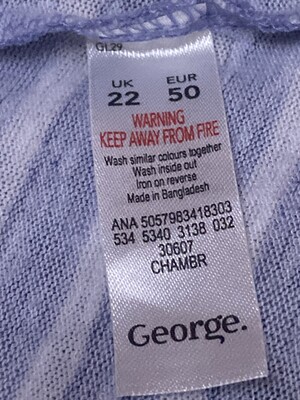 GL29
UK EUR
22 50
WARNING
KEEP AWAY FROM FIRE
Wash similar colours together
Wash inside out
Iron on reverse
Made in Bangladesh
ANA 5057983418303
534 5340 3138 032
30607
CHAMBR
George.